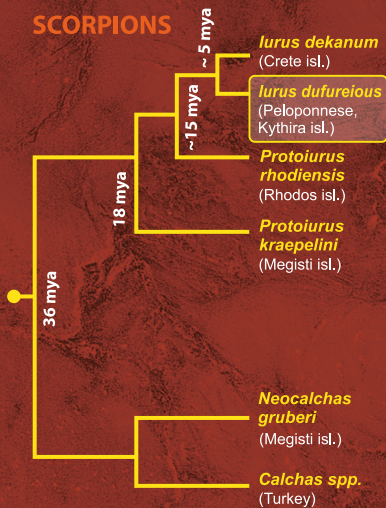 SCORPIONS
~ 5 mya
Iurus dekanum
(Crete isl.)
Iurus dufureious
(Peloponnese,
Kythira isl.)
~15 mya
Protoiurus
rhodiensis
(Rhodos isl.)
18 mya
Protoiurus
kraepelini
(Megisti isl.)
36 mya
Neocalchas
gruberi
(Megisti isl.)
Calchas spp.
(Turkey)